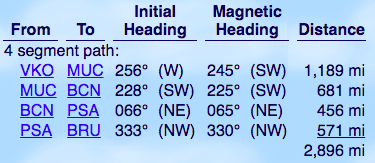 Initial Magnetic
From To Heading Heading Distance
4 segment path:
VKO MUC 256° (W) 245° (SW) 1,189 mi
MUC BCN 228° (SW) 225° (SW) 681 mi
BCN PSA 066° (NE) 065° (NE) 456 mi
PSA BRU 333° (NW) 330° (NW) 571 mi
2,896 mi